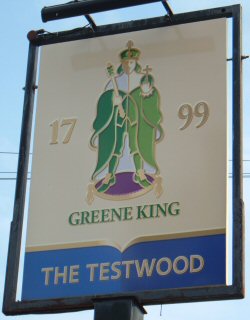 17 99
GREENE KING
THE TESTWOOD